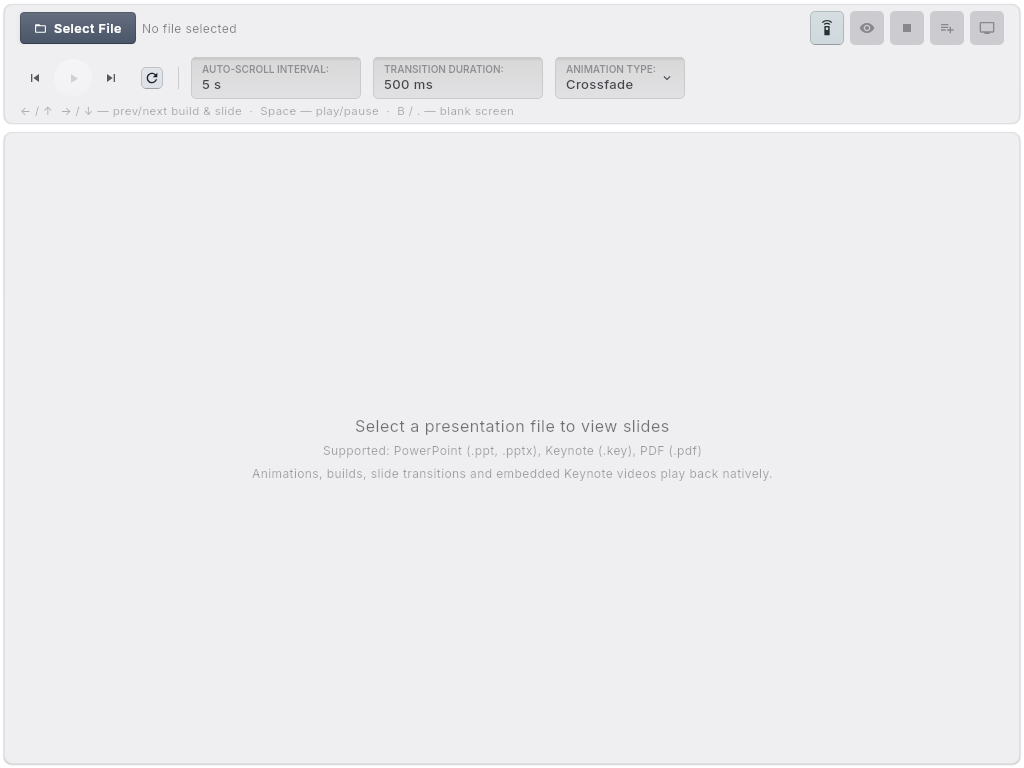 Select File
No file selected
AUTO-SCROLL INTERVAL:
5 s
TRANSITION DURATION:
500 ms
ANIMATION TYPE:
Crossfade
← / ↑  → / ↓ — prev/next build & slide  ·  Space — play/pause  ·  B / . — blank screen
Select a presentation file to view slides
Supported: PowerPoint (.ppt, .pptx), Keynote (.key), PDF (.pdf)
Animations, builds, slide transitions and embedded Keynote videos play back natively.